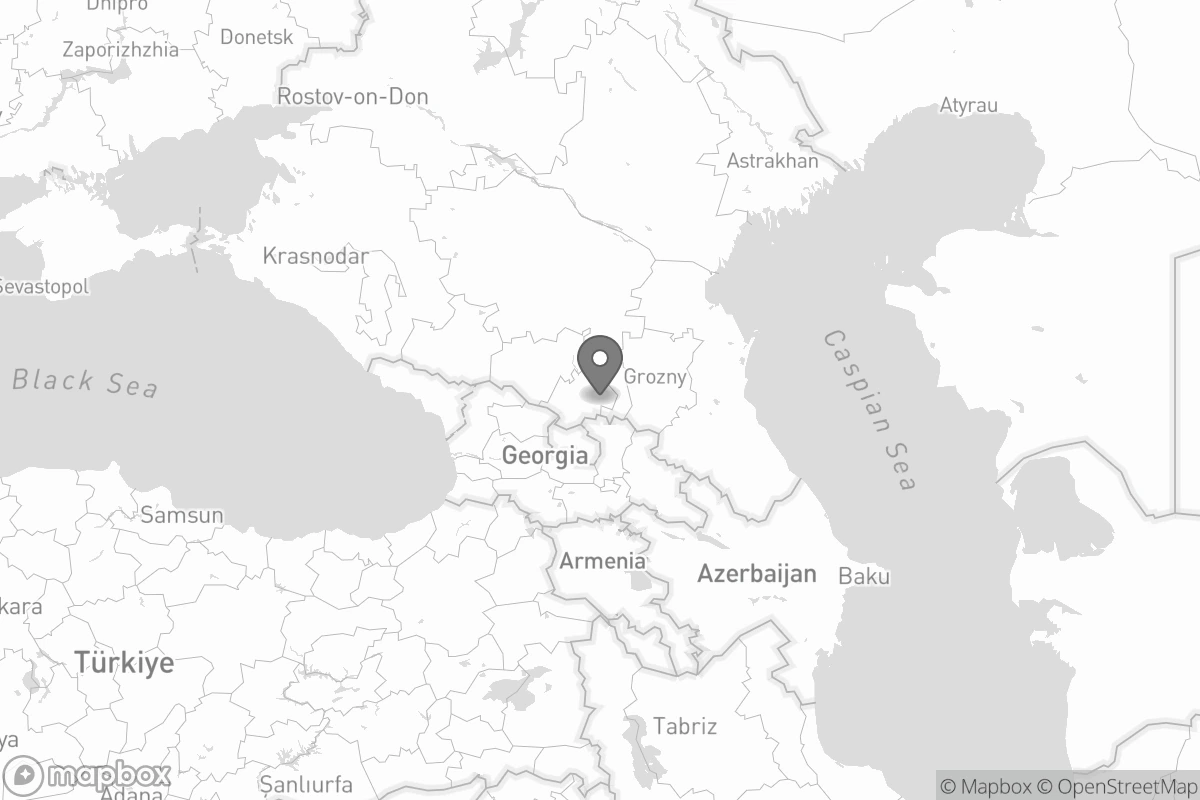 Dnipro
Donetsk
Zaporizhzhia
Rostov-on-Don
Atyrau
Astrakhan
Krasnodar
Sevastopol
Caspian Sea
Black Sea
Grozny
Georgia
Samsun
Armenia
Azerbaijan
Baku
kara
Türkiye
Tabriz
ya
mapbox
Şanlıurfa
Adana
© Mapbox © OpenStreetMap